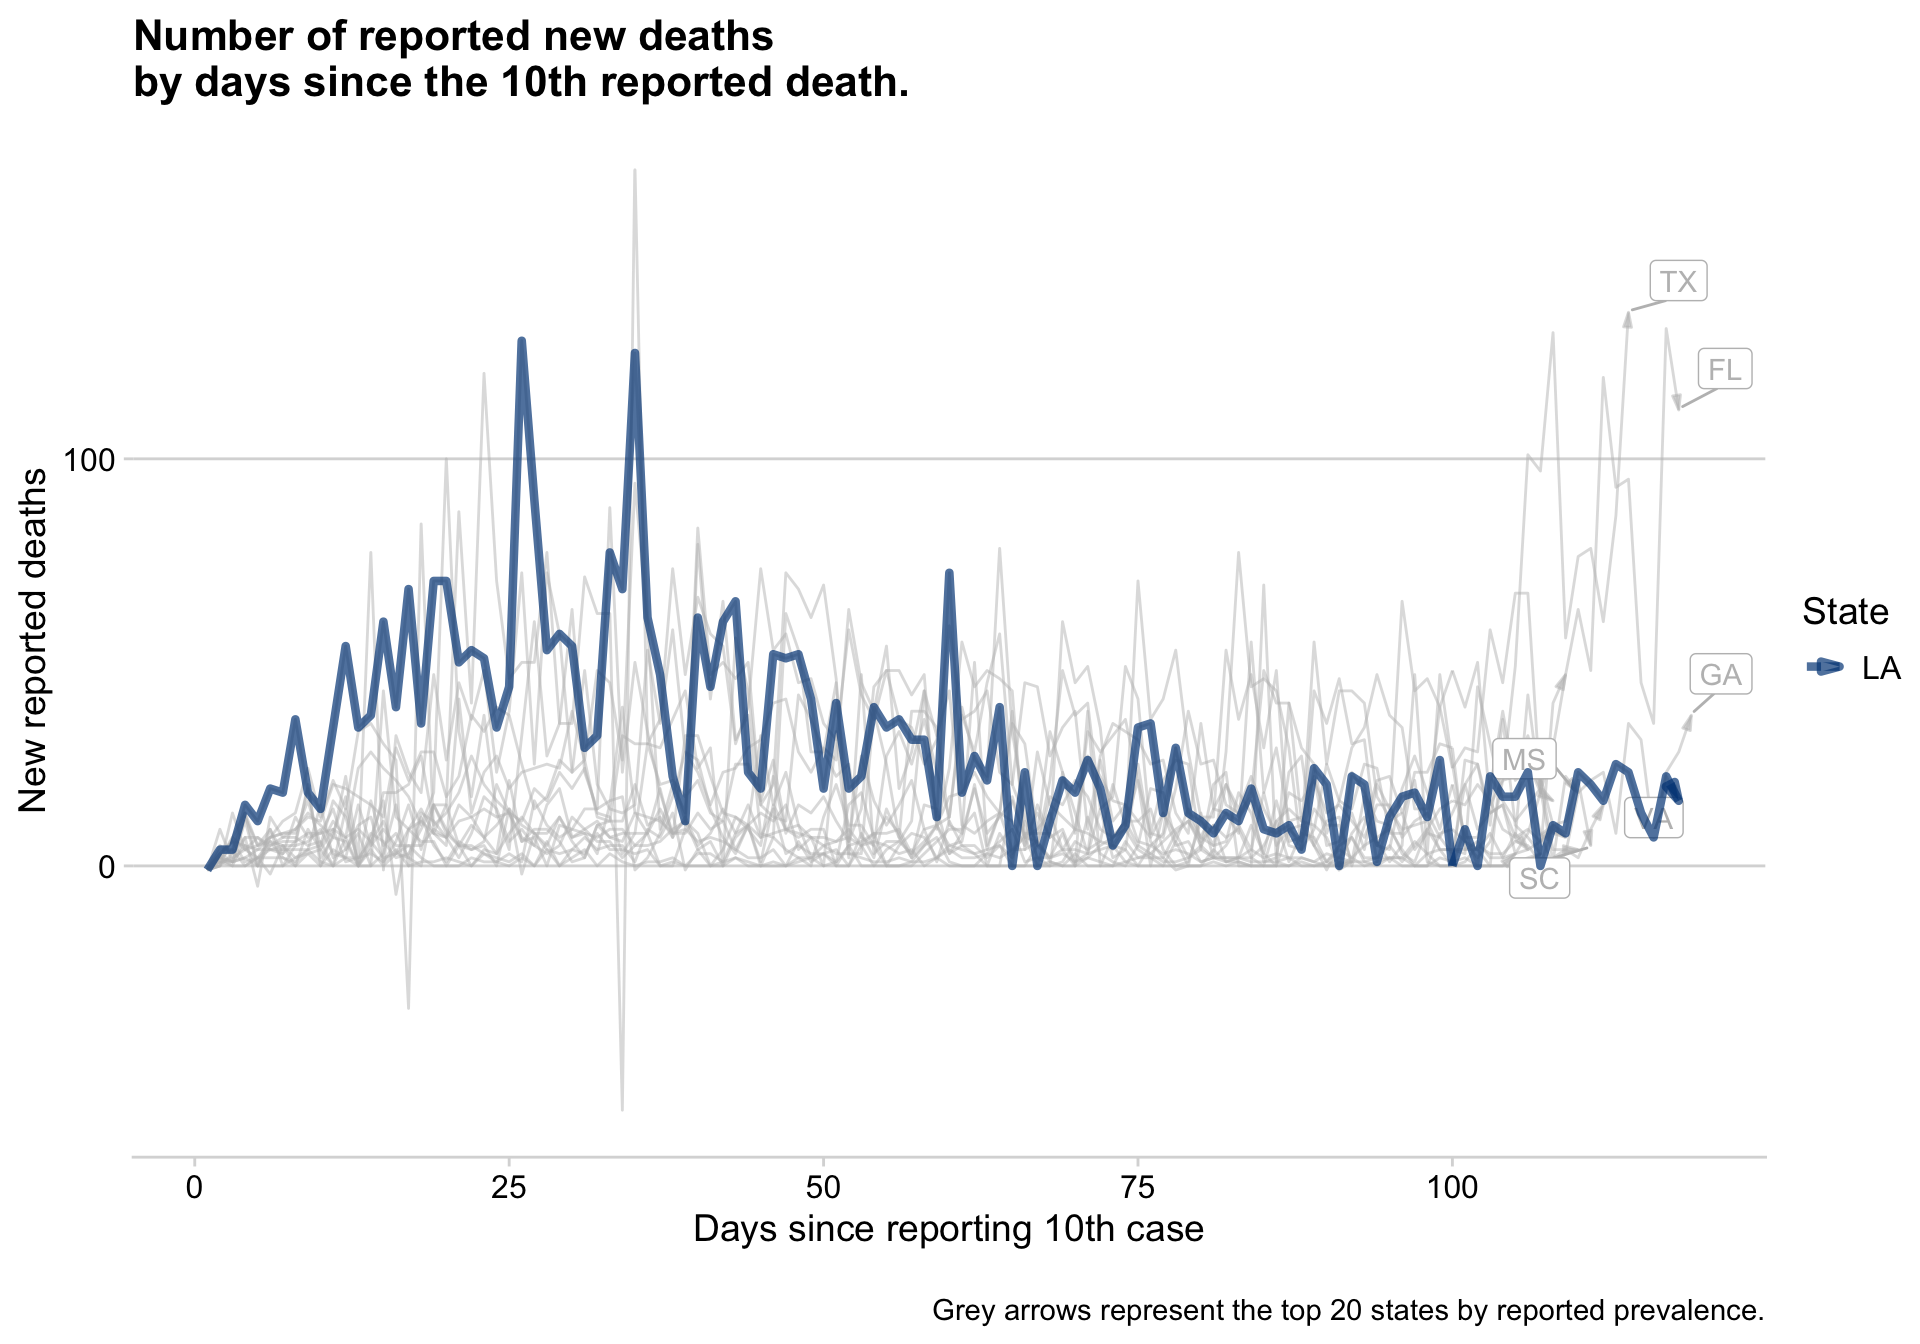 Number of reported new deaths
by days since the 10th reported death.
TX
FL
100
New reported deaths
State
LA
GA
MS
0
SC
0 25 50 75 100
Days since reporting 10th case
Grey arrows represent the top 20 states by reported prevalence.